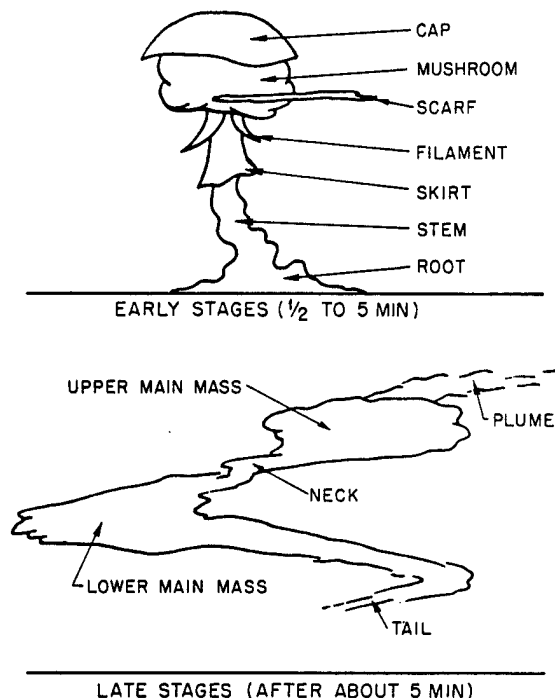 CAP
MUSHROOM
SCARF
FILAMENT
SKIRT
STEM
ROOT
EARLY STAGES (½ TO 5 MIN)
UPPER MAIN MASS
PLUME
NECK
LOWER MAIN MASS
TAIL
LATE STAGES (AFTER ABOUT 5 MIN)